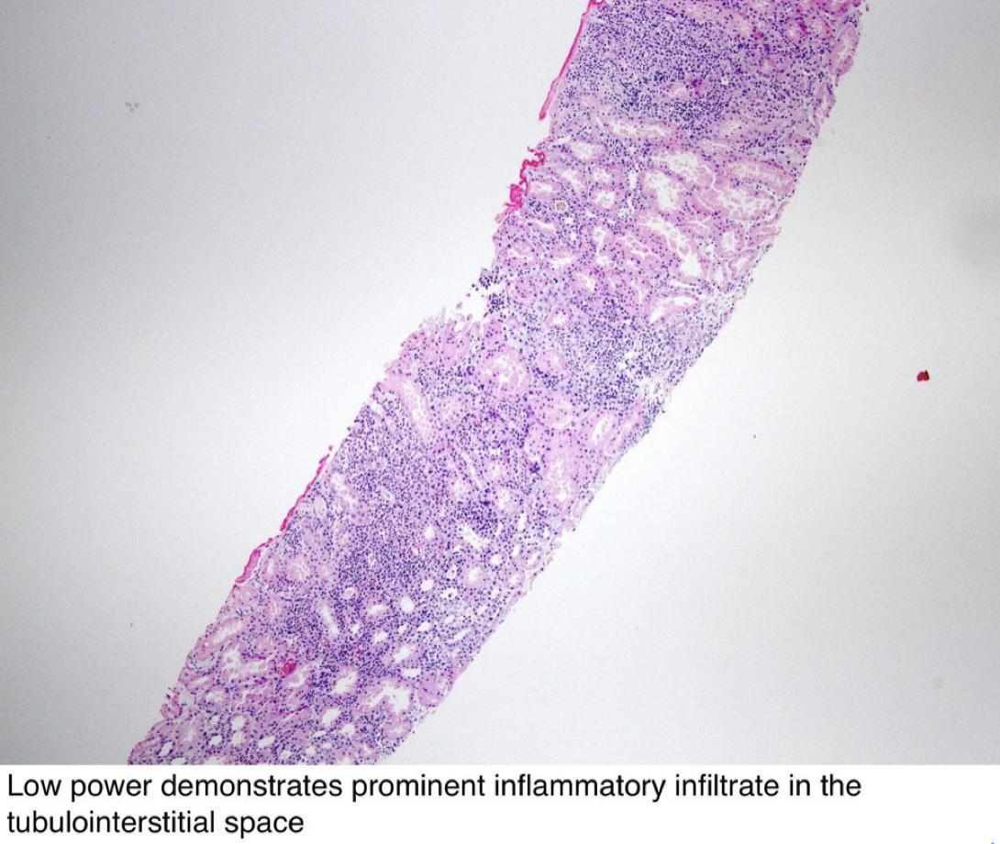 Low power demonstrates prominent inflammatory infiltrate in the
tubulointerstitial space